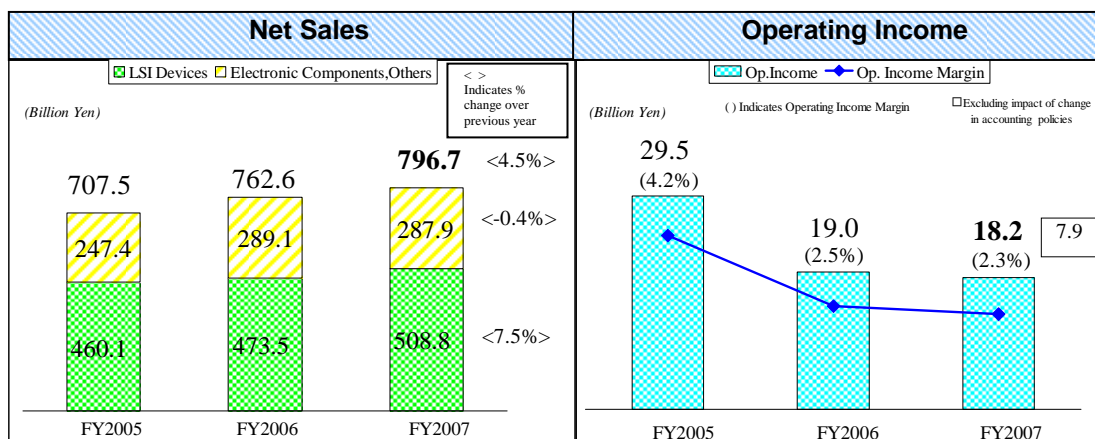 Net Sales
LSI Devices Electronic Components,Others
< >
Indicates %
change over
previous year
(Billion Yen)
707.5
762.6
796.7
<4.5%>
247.4
289.1
287.9
<-0.4%>
460.1
473.5
508.8
<7.5%>
FY2005 FY2006 FY2007
Operating Income
Op.Income Op. Income Margin
(Billion Yen)
( ) Indicates Operating Income Margin
Excluding impact of change
in accounting policies
29.5
(4.2%)
19.0
(2.5%)
18.2
(2.3%)
7.9
FY2005 FY2006 FY2007